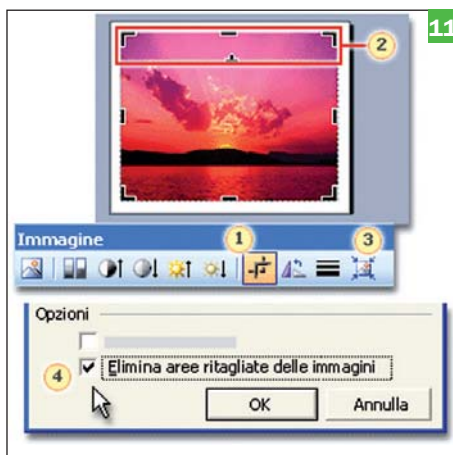 11
2
Immagine
1
3
Opzioni
4
Elimina aree ritagliate delle immagini
OK
Annulla